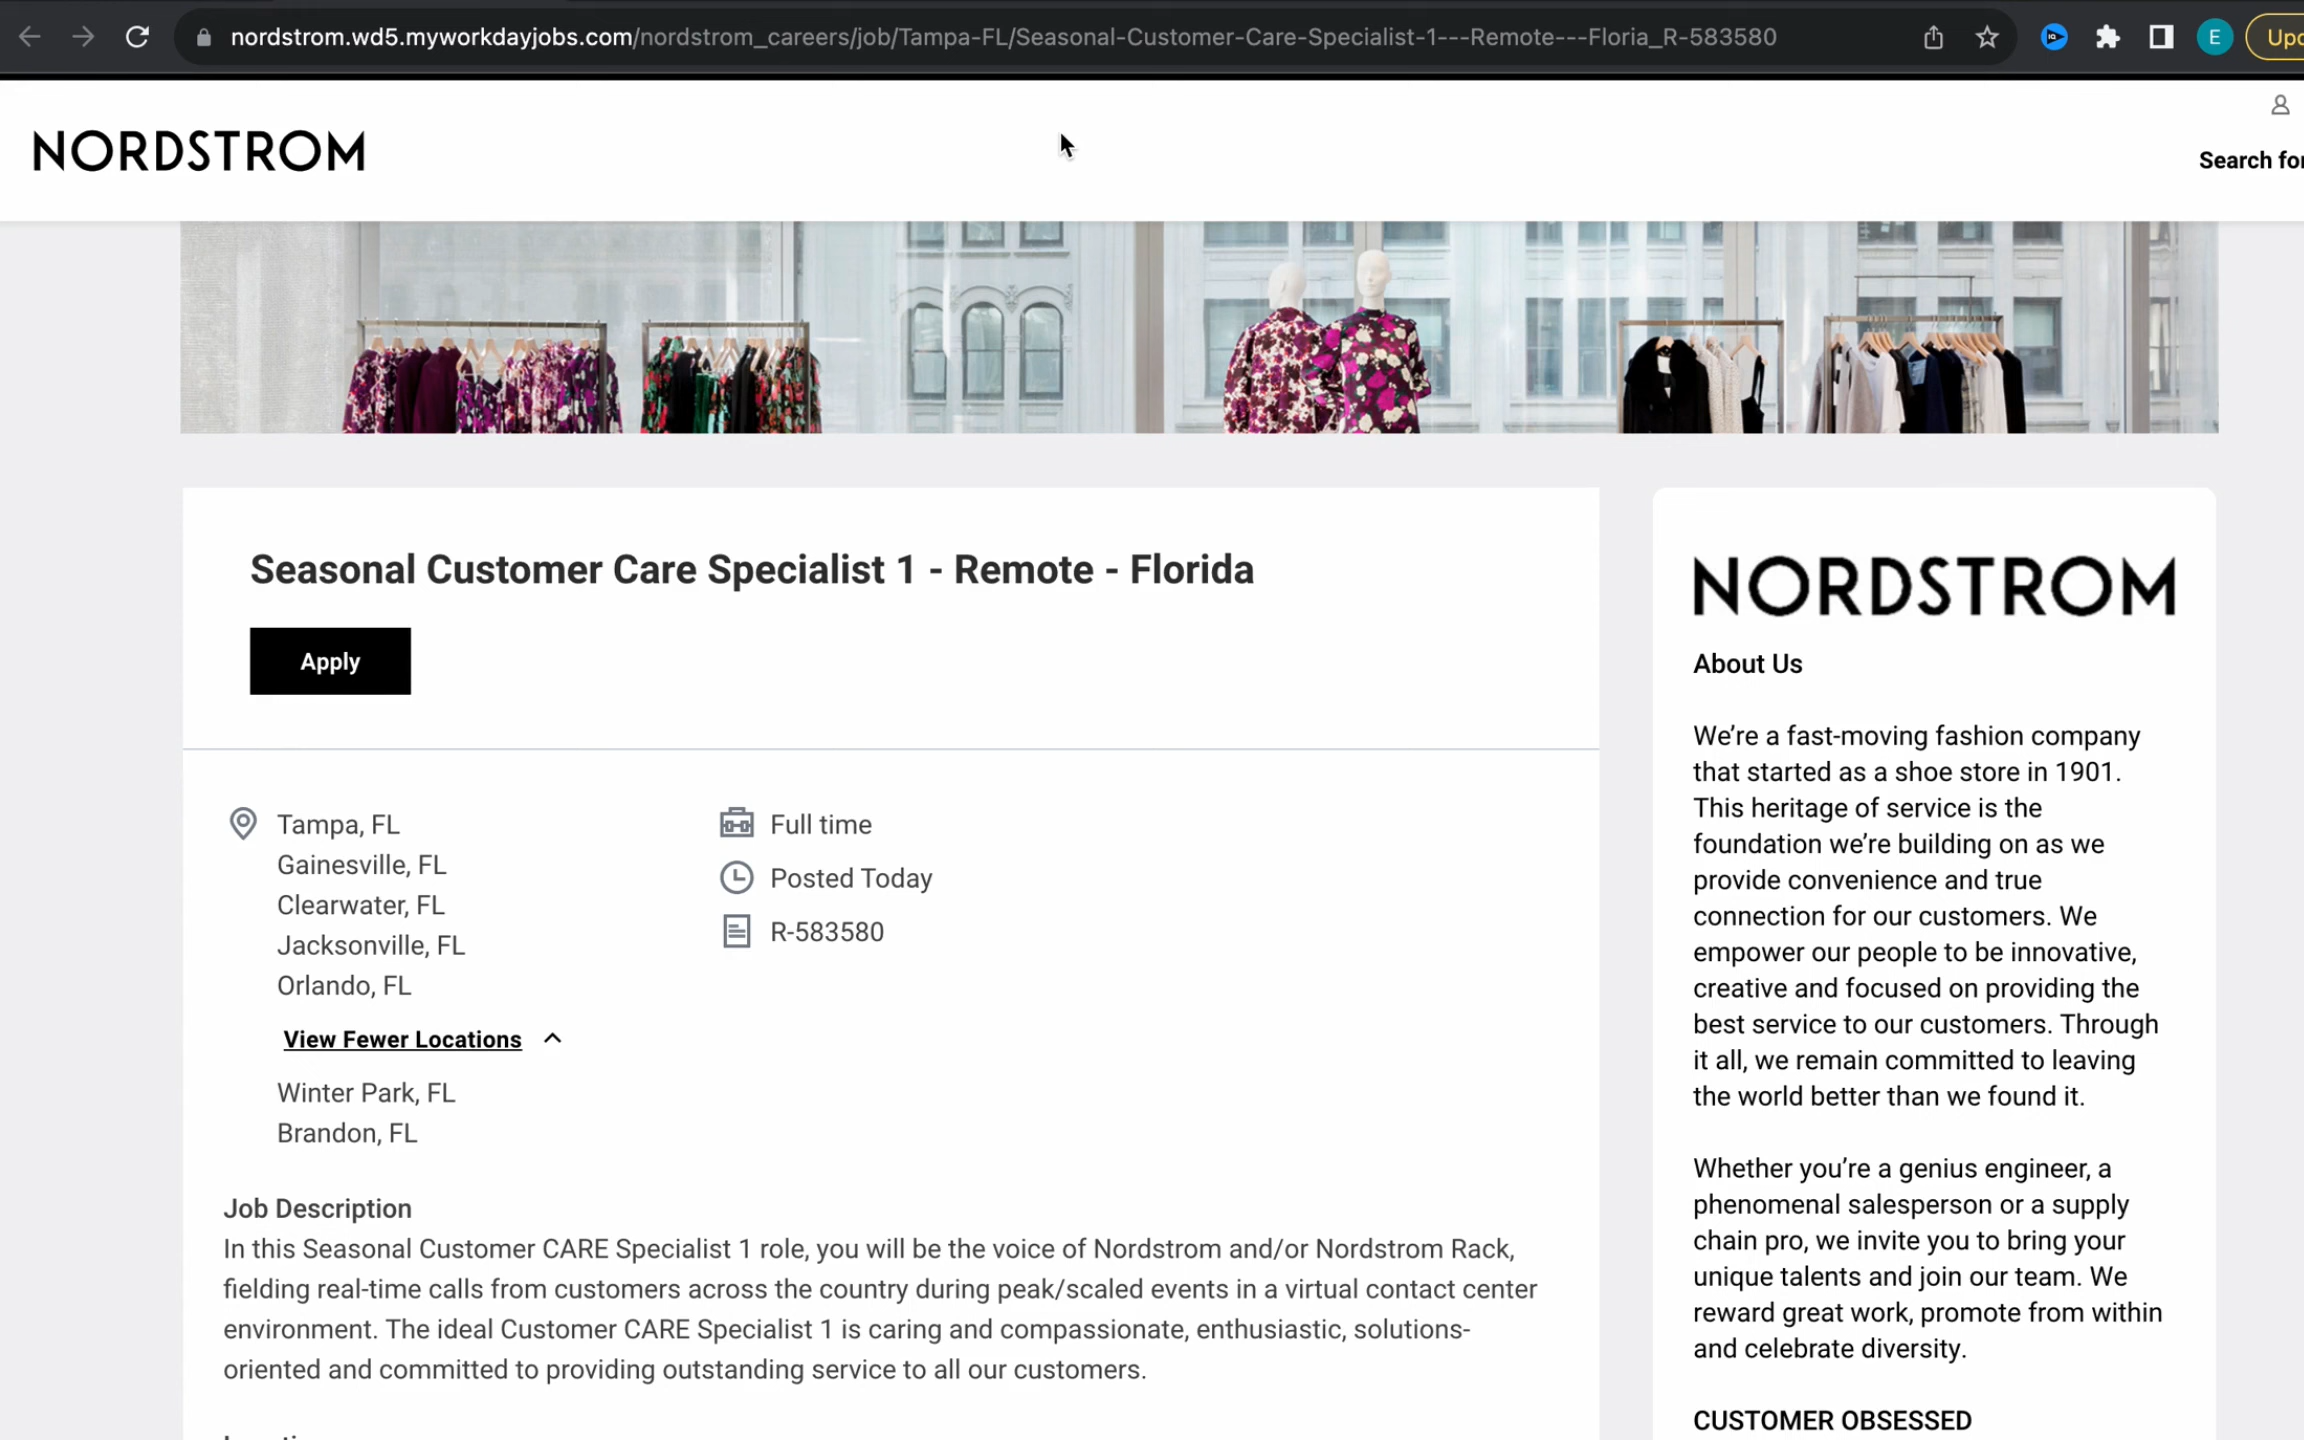 nordstrom.wd5.myworkdayjobs.com/nordstrom_careers/job/Tampa-FL/Seasonal-Customer-Care-Specialist-1---Remote---Floria_R-583580
E
Upd
NORDSTROM
Search for
Seasonal Customer Care Specialist 1 - Remote - Florida
Apply
Tampa, FL
Gainesville, FL
Clearwater, FL
Jacksonville, FL
Orlando, FL
View Fewer Locations
Winter Park, FL
Brandon, FL
Full time
Posted Today
R-583580
Job Description
In this Seasonal Customer CARE Specialist 1 role, you will be the voice of Nordstrom and/or Nordstrom Rack,
fielding real-time calls from customers across the country during peak/scaled events in a virtual contact center
environment. The ideal Customer CARE Specialist 1 is caring and compassionate, enthusiastic, solutions-
oriented and committed to providing outstanding service to all our customers.
NORDSTROM
About Us
We’re a fast-moving fashion company
that started as a shoe store in 1901.
This heritage of service is the
foundation we’re building on as we
provide convenience and true
connection for our customers. We
empower our people to be innovative,
creative and focused on providing the
best service to our customers. Through
it all, we remain committed to leaving
the world better than we found it.
Whether you’re a genius engineer, a
phenomenal salesperson or a supply
chain pro, we invite you to bring your
unique talents and join our team. We
reward great work, promote from within
and celebrate diversity.
CUSTOMER OBSESSED